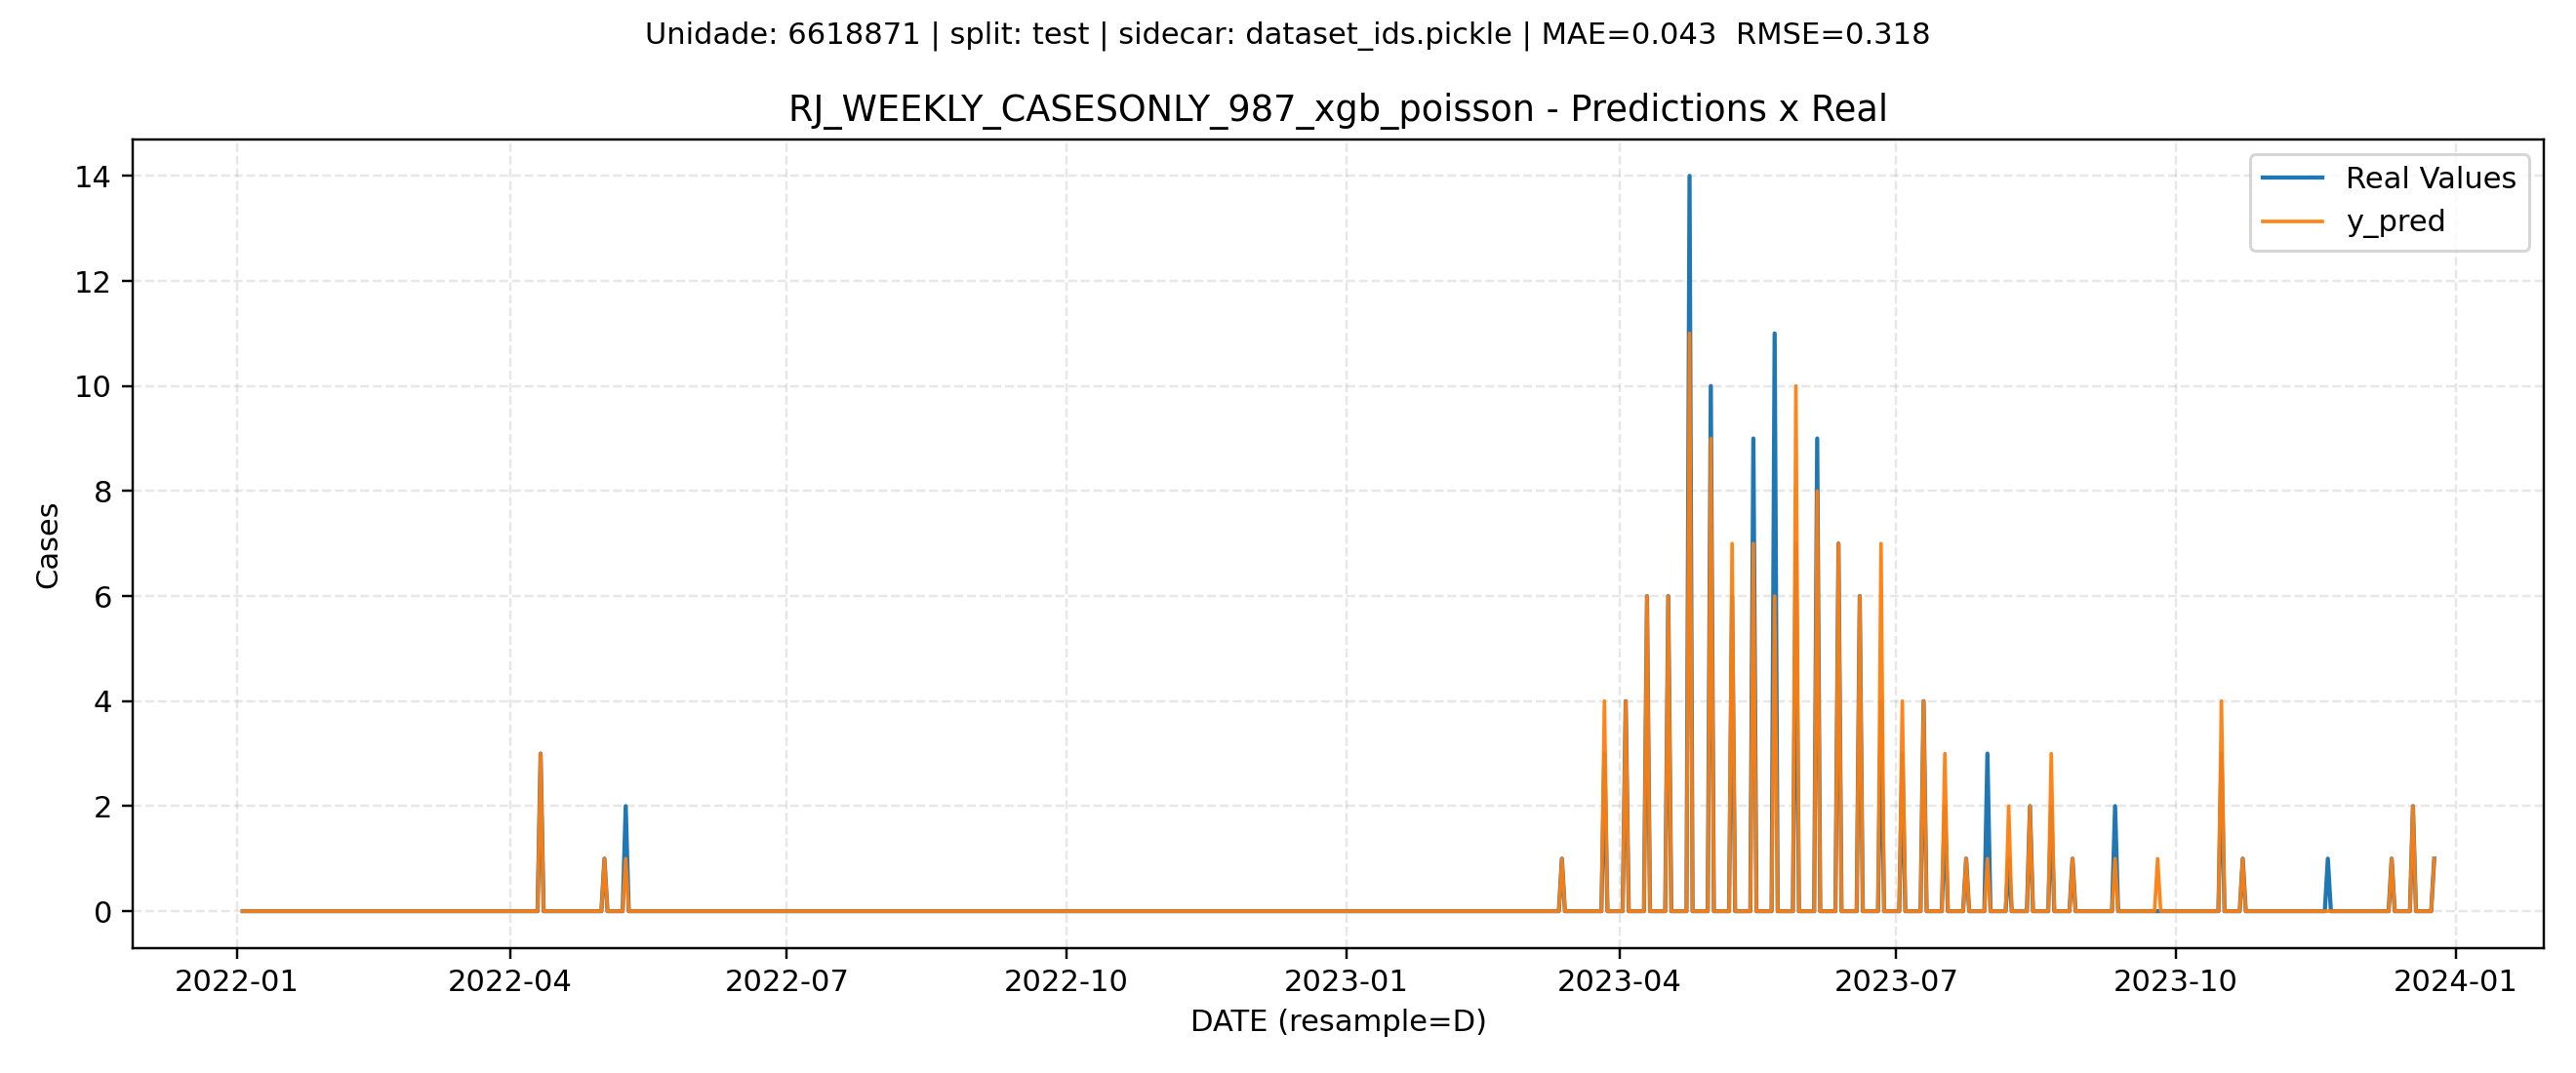 Unidade: 6618871 | split: test | sidecar: dataset_ids.pickle | MAE=0.043  RMSE=0.318
RJ_WEEKLY_CASESONLY_987_xgb_poisson - Predictions x Real
Real Values
y_pred
Cases
14
12
10
8
6
4
2
0
2022-01
2022-04
2022-07
2022-10
2023-01
2023-04
2023-07
2023-10
2024-01
DATE (resample=D)